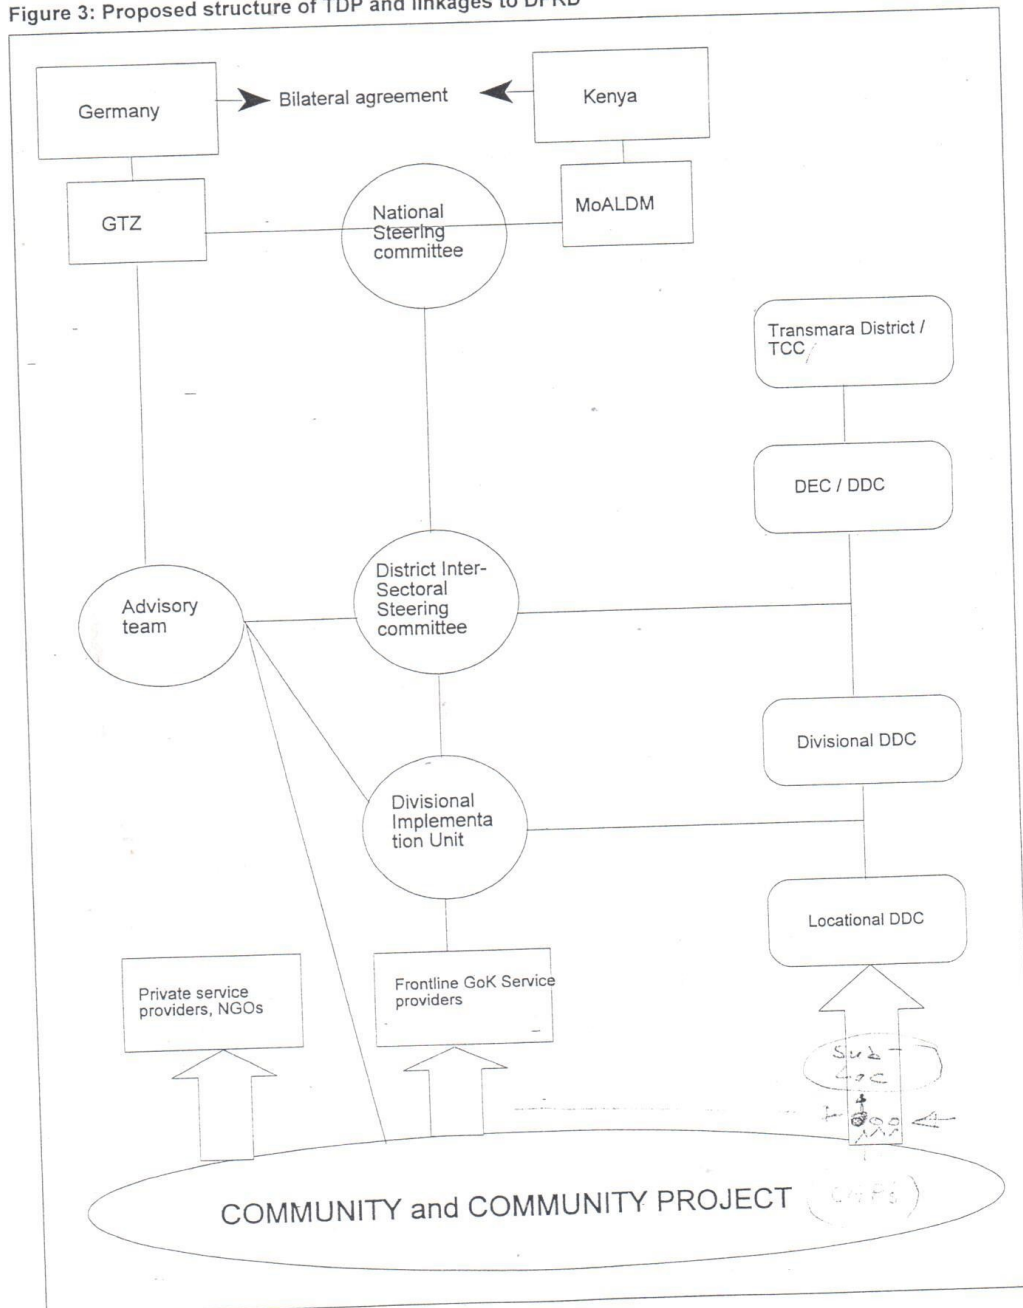 Figure 3: Proposed structure of TDP and linkages to DFRD
Germany
Bilateral agreement
Kenya
GTZ
National
Steering
committee
MoALDM
Transmara District /
TCC
DEC / DDC
Advisory
team
District Inter-
Sectoral
Steering
committee
Divisional DDC
Divisional
Implementa
tion Unit
Locational DDC
Private service
providers, NGOs
Frontline GoK Service
providers
Sub-
Loc
COMMUNITY and COMMUNITY PROJECT